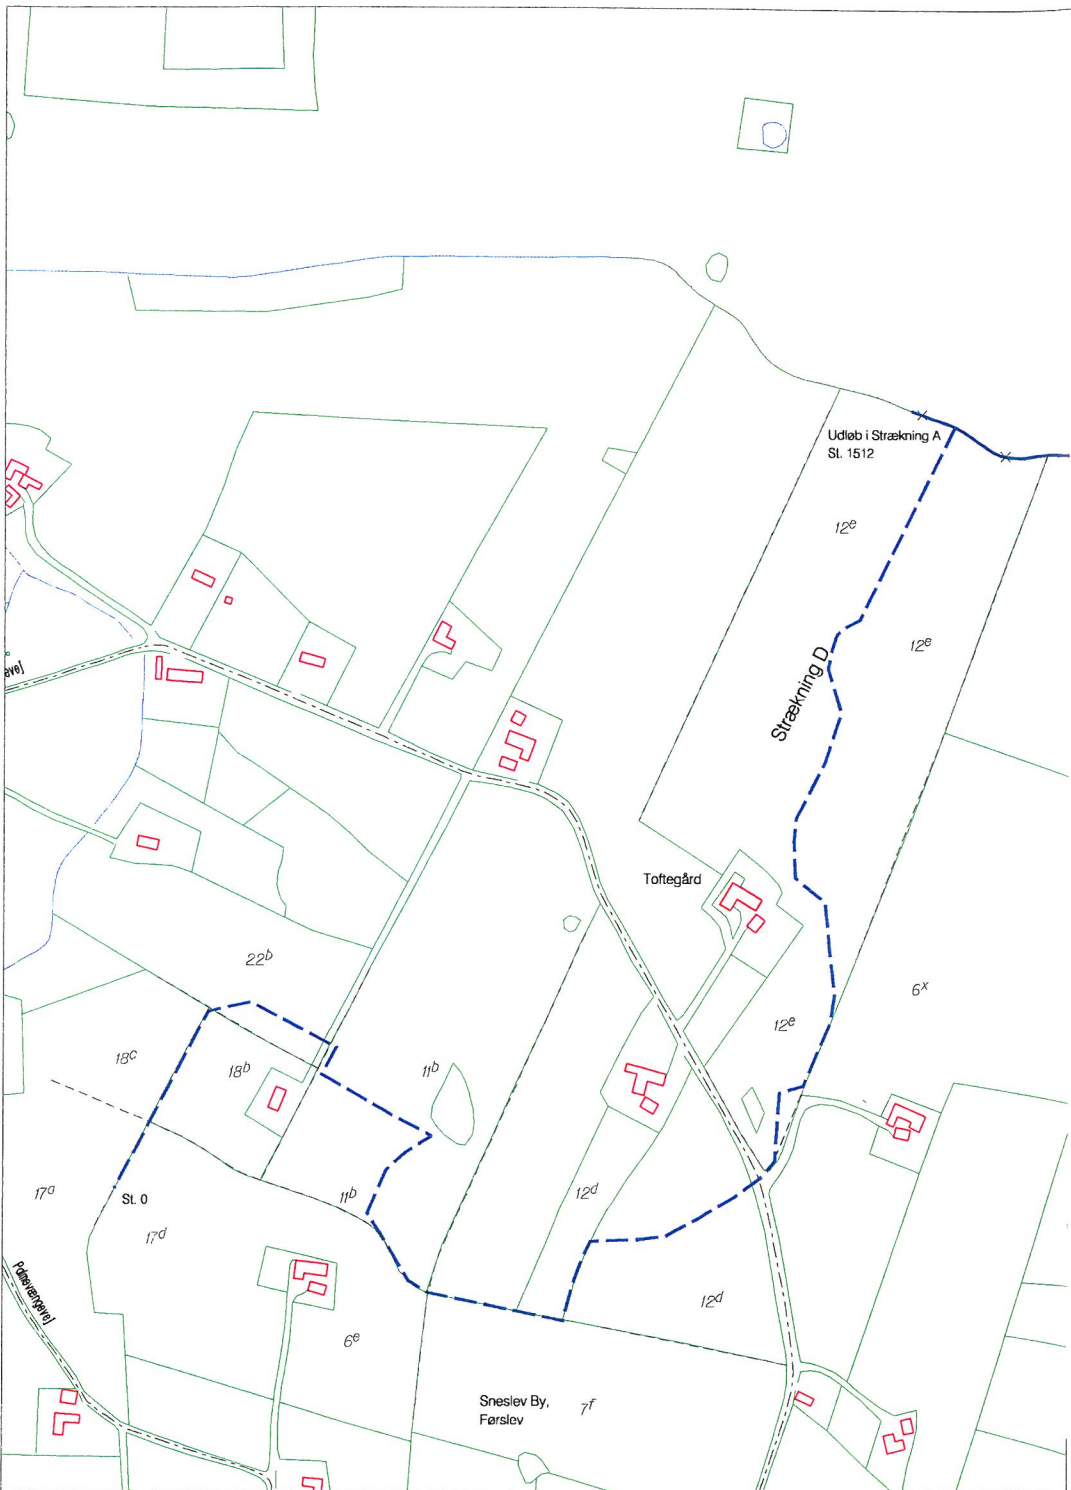 Udløb i Strækning A
St. 1512
12e
12e
Strækning D
Toftegård
22b
6x
12e
18c
18b
11b
17a
St. 0
11b
12d
17d
12d
6e
Sneslev By,
Førslev
7f